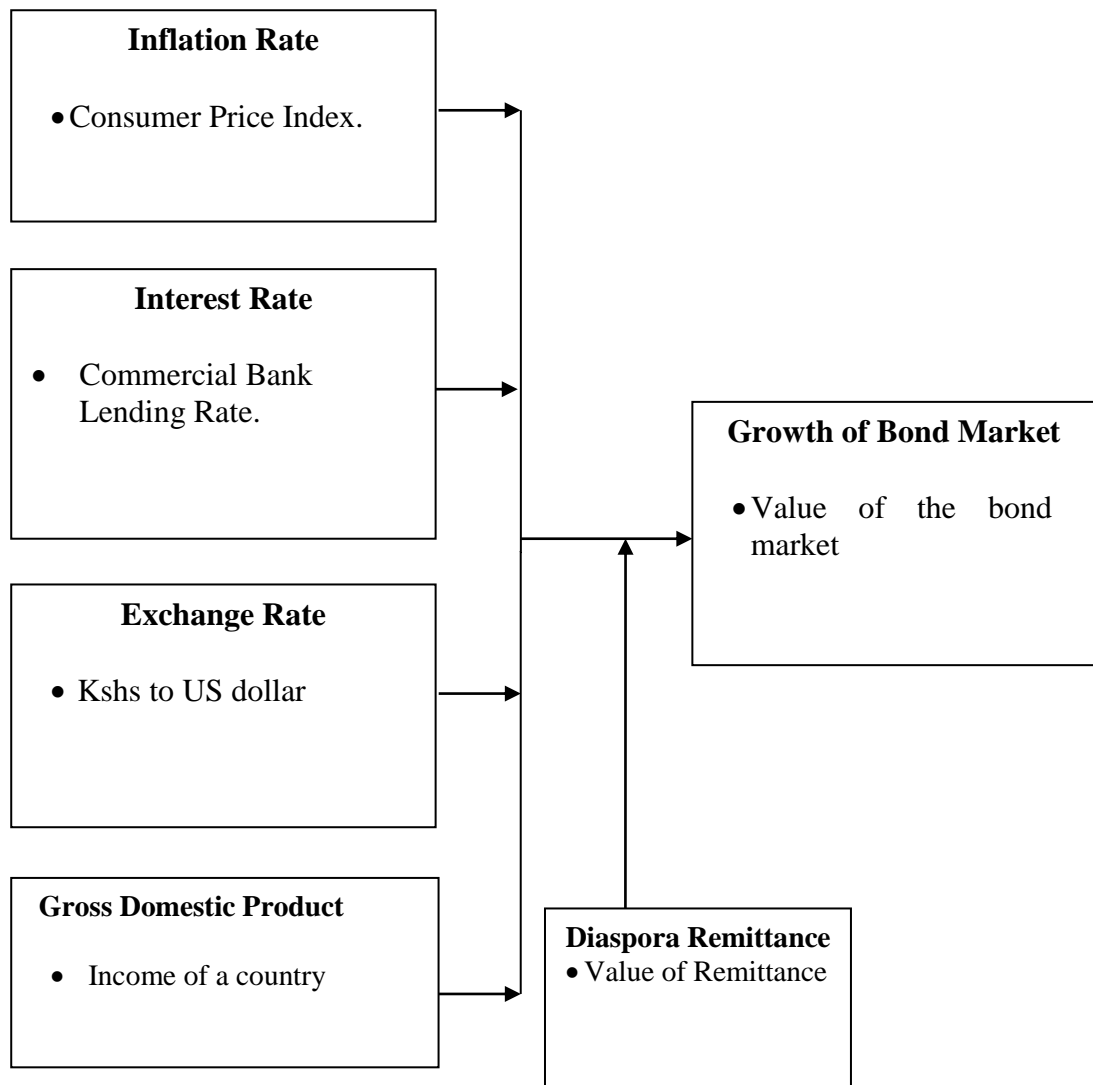 Inflation Rate
•Consumer Price Index.
Interest Rate
• Commercial Bank
Lending Rate.
Growth of Bond Market
•Value of the bond
market
Exchange Rate
• Kshs to US dollar
Gross Domestic Product
• Income of a country
Diaspora Remittance
•Value of Remittance